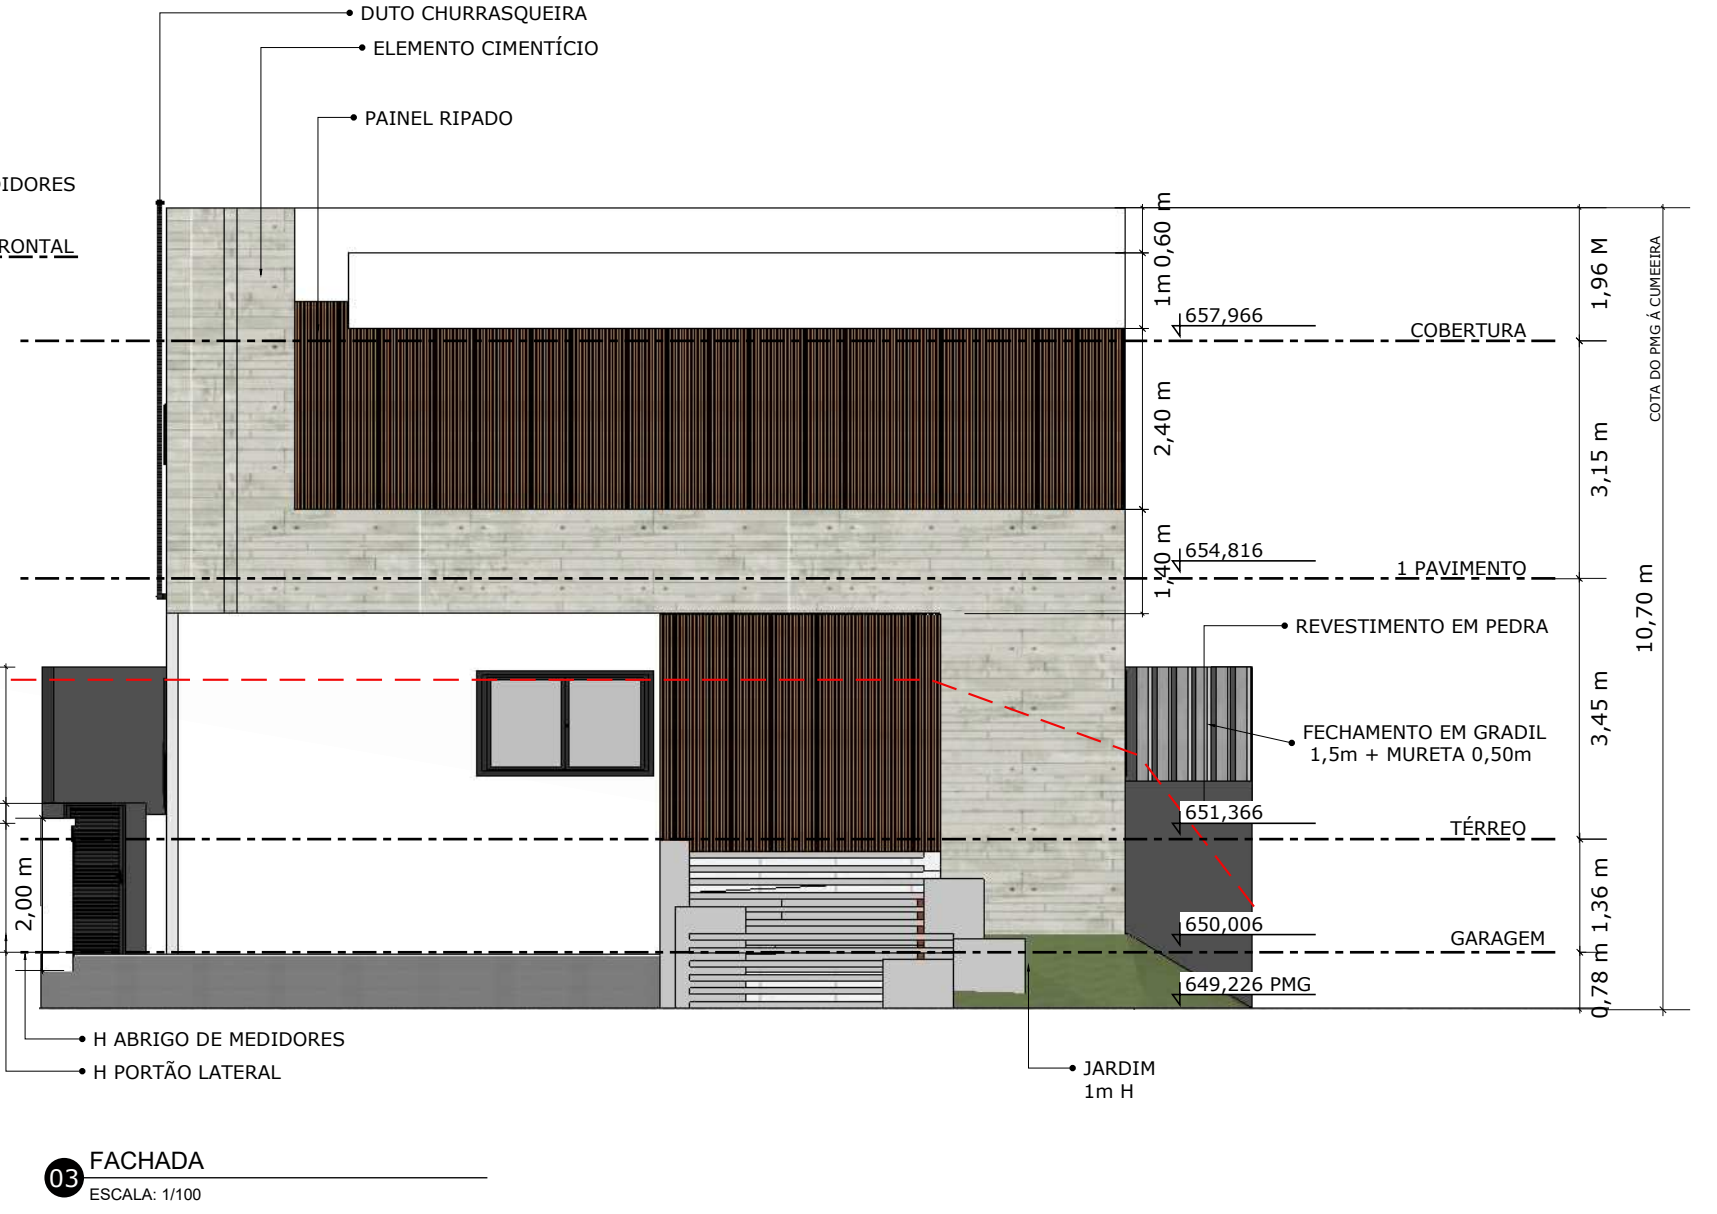 DUTO CHURRASQUEIRA
ELEMENTO CIMENTÍCIO
PAINEL RIPADO
IDORES
RONTAL
0,60 m
1m
2,40 m
1,40 m
657,966
COBERTURA
654,816
1 PAVIMENTO
REVESTIMENTO EM PEDRA
FECHAMENTO EM GRADIL
1,5m + MURETA 0,50m
651,366
TÉRREO
650,006
GARAGEM
649,226 PMG
1,96 M
3,15 m
3,45 m
1,36 m
0,78 m
COTA DO PMG Á CUMEEIRA
10,70 m
2,00 m
H ABRIGO DE MEDIDORES
H PORTÃO LATERAL
JARDIM
1m H
03
FACHADA
ESCALA: 1/100